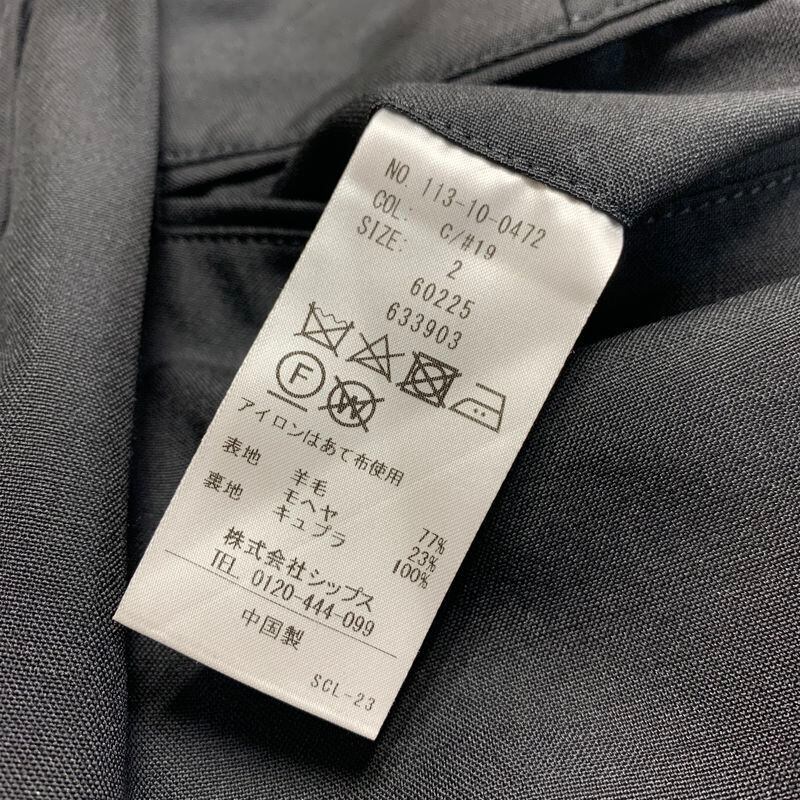 NO. 113-10-0472
COL: C/#19
SIZE: 2
60225
633903
F W
アイロンはあて布使用
表地 羊毛 77%
モヘヤ 23%
裏地 キュプラ 100%
株式会社シップス
TEL 0120-444-099
中国製
SCL-23